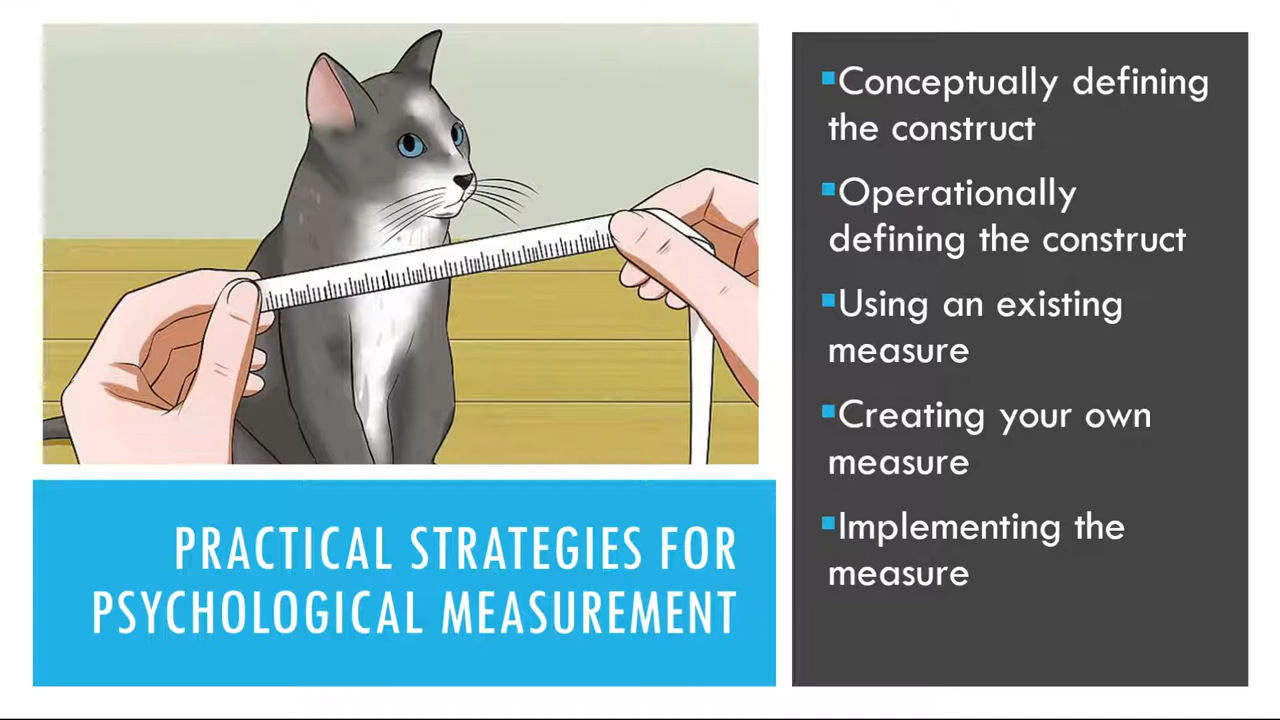 PRACTICAL STRATEGIES FOR
PSYCHOLOGICAL MEASUREMENT
Conceptually defining
the construct
Operationally
defining the construct
Using an existing
measure
Creating your own
measure
Implementing the
measure